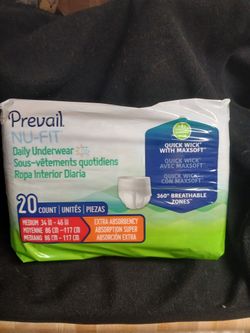 Prevail
NU-FIT
Daily Underwear
Sous-vêtements quotidiens
Ropa Interior Diaria
QUICK WICK
WITH MAXSOFT
QUICK WICK
AVEC MAXSOFT
QUICK WICK
CON MAXSOFT
360° BREATHABLE
ZONES
20 COUNT | UNITÉS | PIEZAS
MEDIUM 34 IN - 46 IN
MOYENNE 86 CM - 117 CM
MEDIANO 86 CM - 117 CM
EXTRA ABSORBENCY
ABSORPTION SUPER
ABSORCIÓN EXTRA